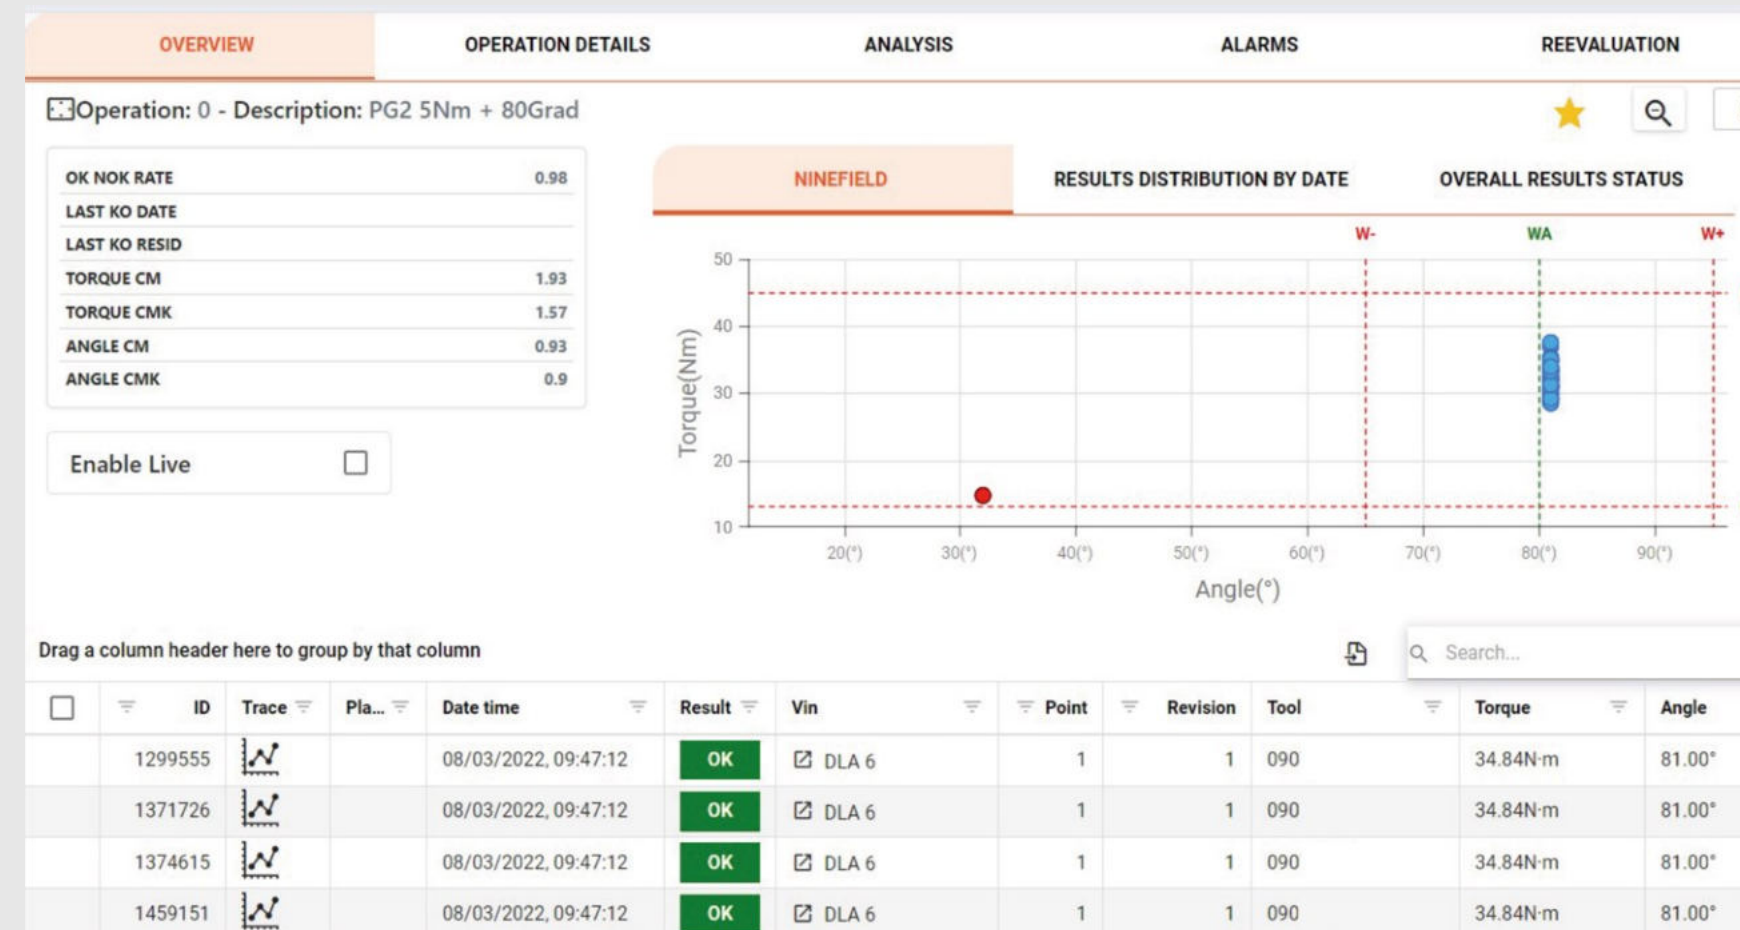 OVERVIEW OPERATION DETAILS ANALYSIS ALARMS REEVALUATION
Operation: 0 - Description: PG2 5Nm + 80Grad
OK NOK RATE 0.98
LAST KO DATE
LAST KO RESID
TORQUE CM 1.93
TORQUE CMK 1.57
ANGLE CM 0.93
ANGLE CMK 0.9
Enable Live
NINEFIELD RESULTS DISTRIBUTION BY DATE OVERALL RESULTS STATUS
W- WA W+
50
40
30
20
10
Torque(Nm)
20(°) 30(°) 40(°) 50(°) 60(°) 70(°) 80(°) 90(°)
Angle(°)
Drag a column header here to group by that column
Search...
ID Trace Pla... Date time Result Vin Point Revision Tool Torque Angle
1299555 08/03/2022, 09:47:12 OK DLA 6 1 1 090 34.84N·m 81.00°
1371726 08/03/2022, 09:47:12 OK DLA 6 1 1 090 34.84N·m 81.00°
1374615 08/03/2022, 09:47:12 OK DLA 6 1 1 090 34.84N·m 81.00°
1459151 08/03/2022, 09:47:12 OK DLA 6 1 1 090 34.84N·m 81.00°